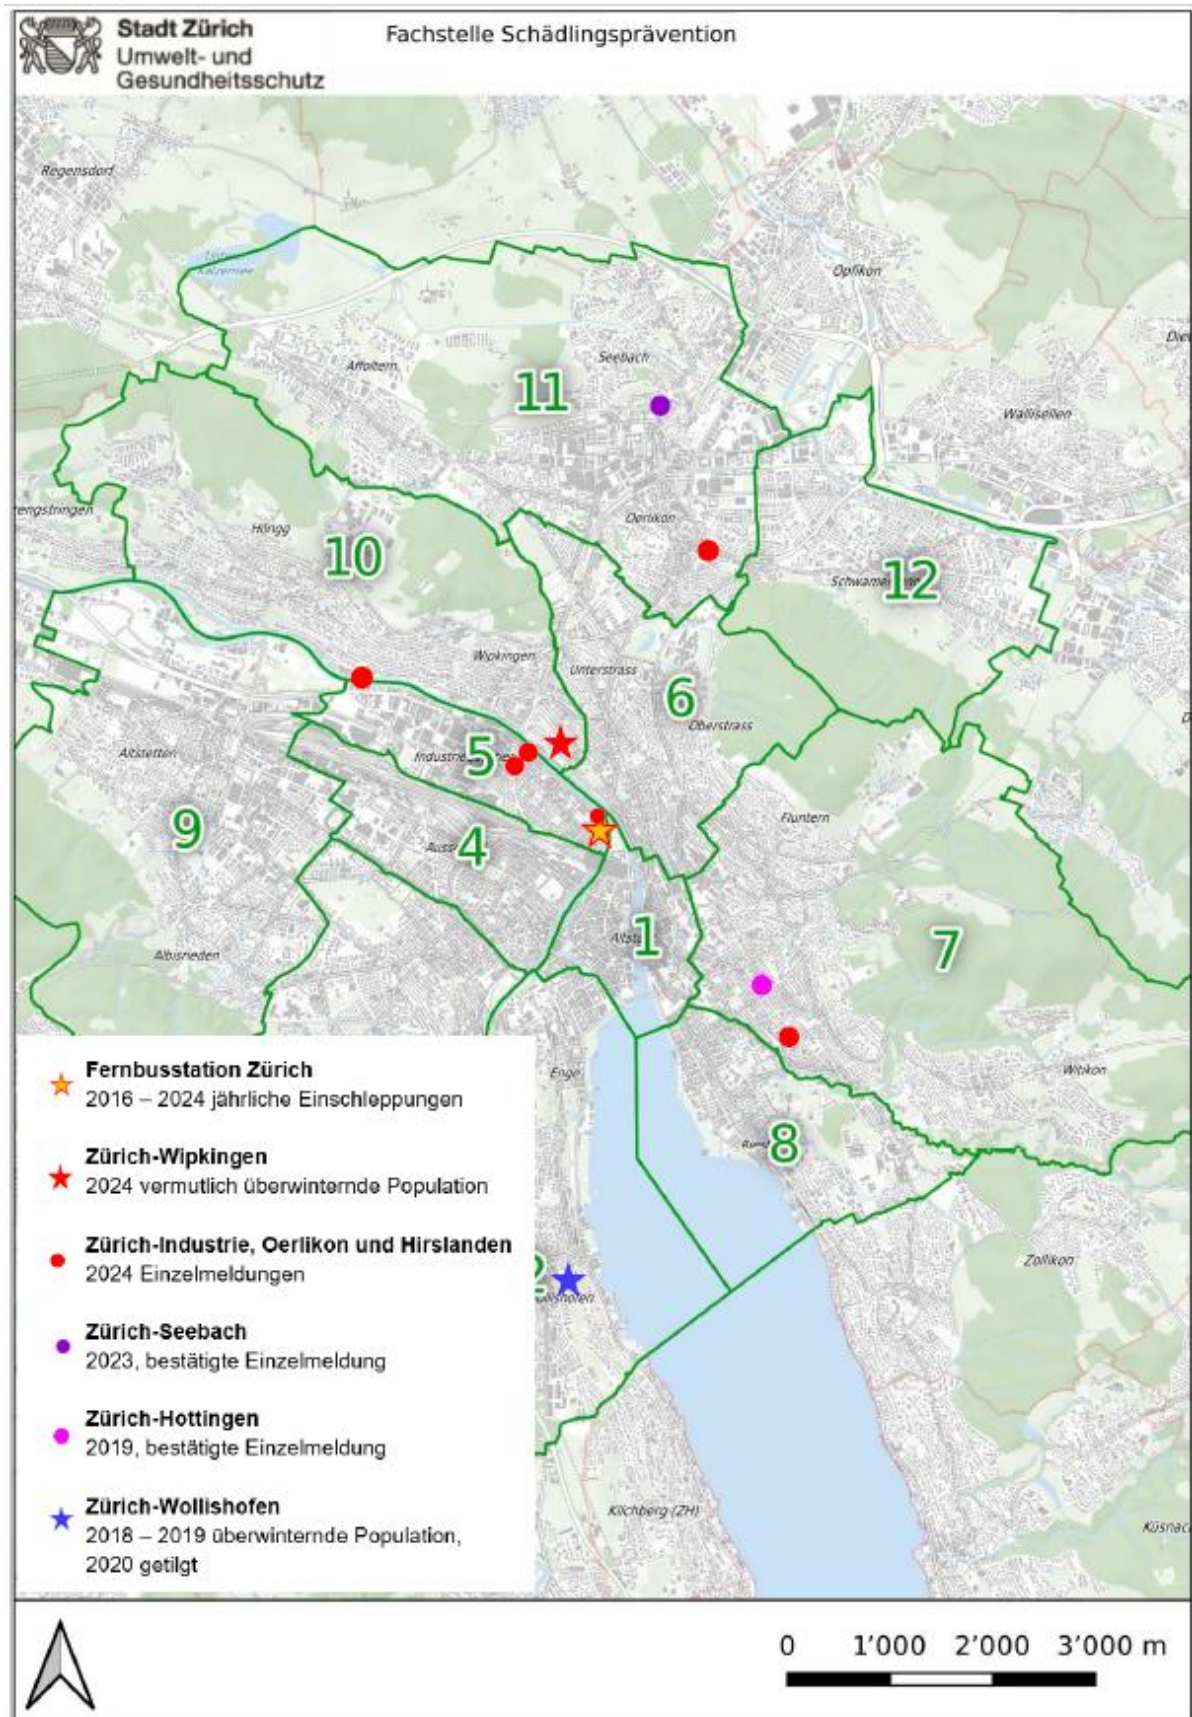 Stadt Zürich
Umwelt- und
Gesundheitsschutz
Fachstelle Schädlingsprävention
Regensdorf
Opfikon
Affoltern
Seebach
11
Wallisellen
Höngg
10
Oerlikon
12
Wipkingen
Unterstrass
6
Oberstrass
Altstetten
5
9
4
Fluntern
1
7
Albisrieden
Witikon
Enge
8
Zollikon
2
Kilchberg (ZH)
Fernbusstation Zürich
2016 – 2024 jährliche Einschleppungen
Zürich-Wipkingen
2024 vermutlich überwinternde Population
Zürich-Industrie, Oerlikon und Hirslanden
2024 Einzelmeldungen
Zürich-Seebach
2023, bestätigte Einzelmeldung
Zürich-Hottingen
2019, bestätigte Einzelmeldung
Zürich-Wollishofen
2018 – 2019 überwinternde Population,
2020 getilgt
0 1'000 2'000 3'000 m